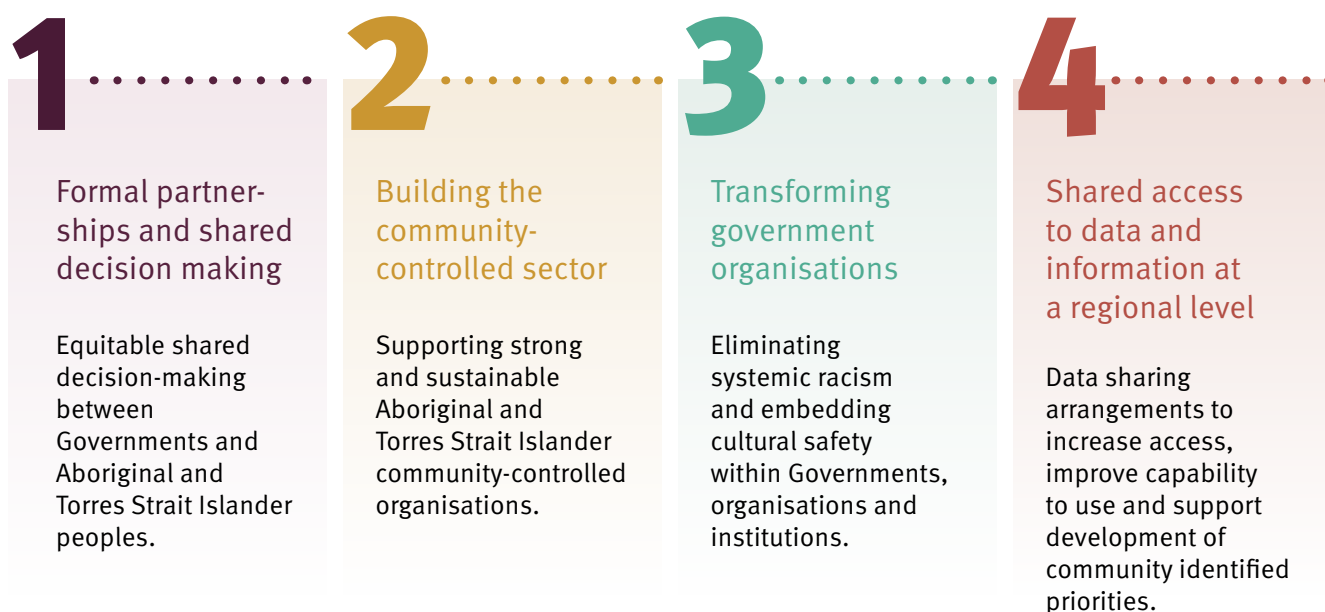 1
Formal partner-
ships and shared
decision making
Equitable shared
decision-making
between
Governments and
Aboriginal and
Torres Strait Islander
peoples.
2
Building the
community-
controlled sector
Supporting strong
and sustainable
Aboriginal and
Torres Strait Islander
community-controlled
organisations.
3
Transforming
government
organisations
Eliminating
systemic racism
and embedding
cultural safety
within Governments,
organisations and
institutions.
4
Shared access
to data and
information at
a regional level
Data sharing
arrangements to
increase access,
improve capability
to use and support
development of
community identified
priorities.